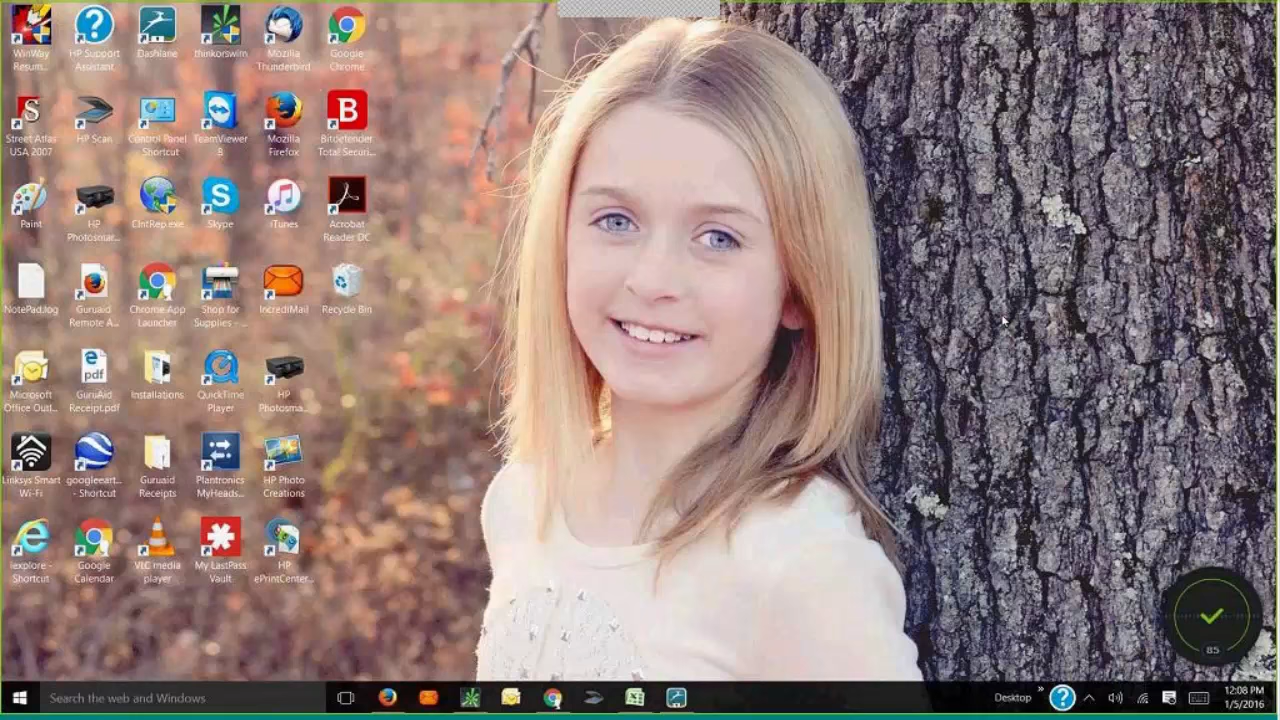 WinWay
Resum...
HP Support
Assistant
Dashlane
thinkorswim
Mozilla
Thunderbird
Google
Chrome
Street Atlas
USA 2007
HP Scan
Control Panel
- Shortcut
TeamViewer
8
Mozilla
Firefox
Bitdefender
Total Securi...
Paint
HP
Photosmar...
ClntRep.exe
Skype
iTunes
Acrobat
Reader DC
NotePad.log
Guruaid
Remote A...
Chrome App
Launcher
Shop for
Supplies - ...
IncrediMail
Recycle Bin
Microsoft
Office Outl...
pdf
GuruAid
Receipt.pdf
Installations
QuickTime
Player
HP
Photosma...
Linksys Smart
Wi-Fi
googleeart...
- Shortcut
Guruaid
Receipts
Plantronics
MyHeads...
HP Photo
Creations
iexplore -
Shortcut
Google
Calendar
VLC media
player
My LastPass
Vault
HP
ePrintCenter...
85
Search the web and Windows
Desktop
12:08 PM
1/5/2016